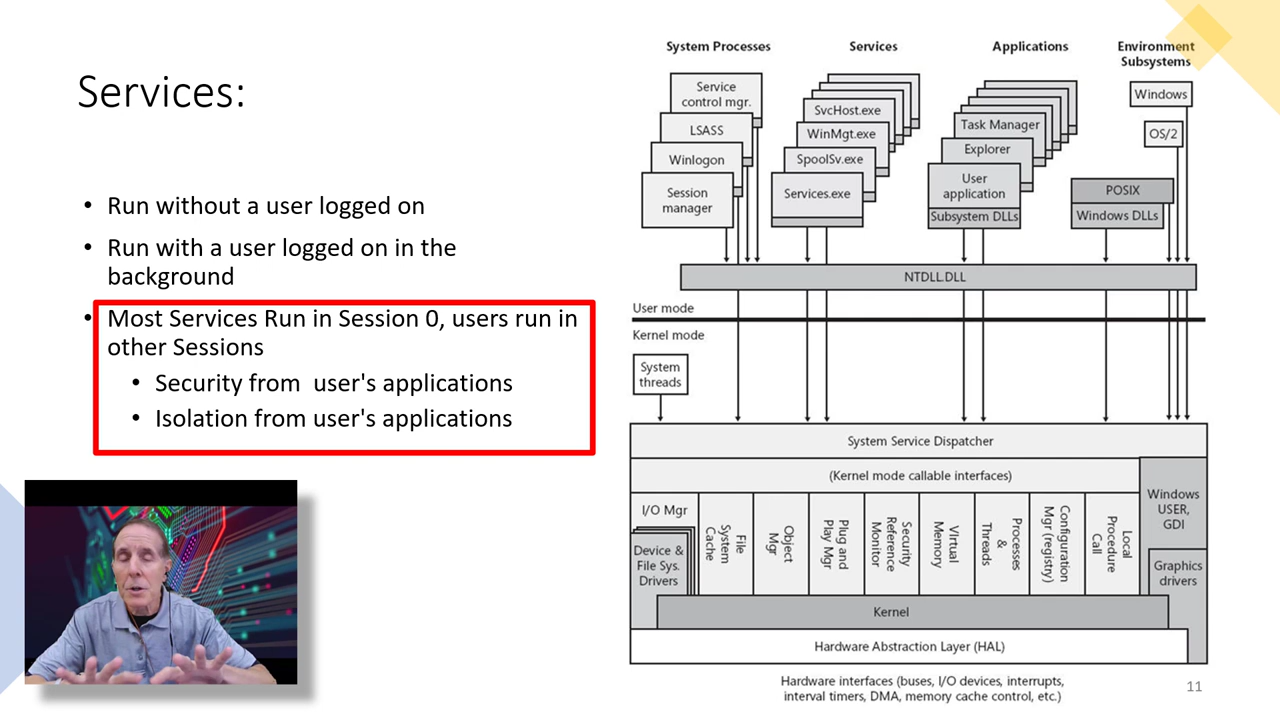 Services:
• Run without a user logged on
• Run with a user logged on in the
background
• Most Services Run in Session 0, users run in
other Sessions
• Security from user's applications
• Isolation from user's applications
System Processes
Services
Applications
Environment
Subsystems
Service
control mgr.
LSASS
Winlogon
Session
manager
SvcHost.exe
WinMgt.exe
SpoolSv.exe
Services.exe
Task Manager
Explorer
User
application
Subsystem DLLs
Windows
OS/2
POSIX
Windows DLLs
NTDLL.DLL
User mode
Kernel mode
System
threads
System Service Dispatcher
(Kernel mode callable interfaces)
I/O Mgr
Device &
File Sys.
Drivers
File
System
Cache
Object
Mgr
Plug and
Play Mgr
Security
Reference
Monitor
Virtual
Memory
Processes
&
Threads
Configuration
Mgr (registry)
Local
Procedure
Call
Windows
USER,
GDI
Graphics
drivers
Kernel
Hardware Abstraction Layer (HAL)
Hardware interfaces (buses, I/O devices, interrupts,
interval timers, DMA, memory cache control, etc.)
11